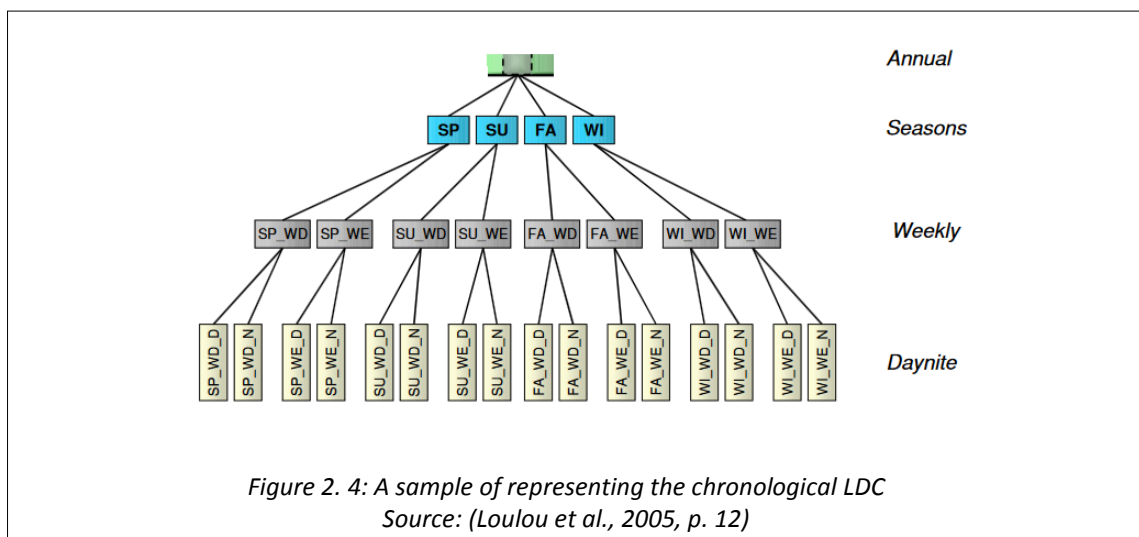 Annual
SP SU FA WI Seasons
SP_WD SP_WE SU_WD SU_WE FA_WD FA_WE WI_WD WI_WE Weekly
SP_WD_D SP_WD_N SP_WE_D SP_WE_N SU_WD_D SU_WD_N SU_WE_D SU_WE_N FA_WD_D FA_WD_N FA_WE_D FA_WE_N WI_WD_D WI_WD_N WI_WE_D WI_WE_N Daynite
Figure 2. 4: A sample of representing the chronological LDC
Source: (Loulou et al., 2005, p. 12)